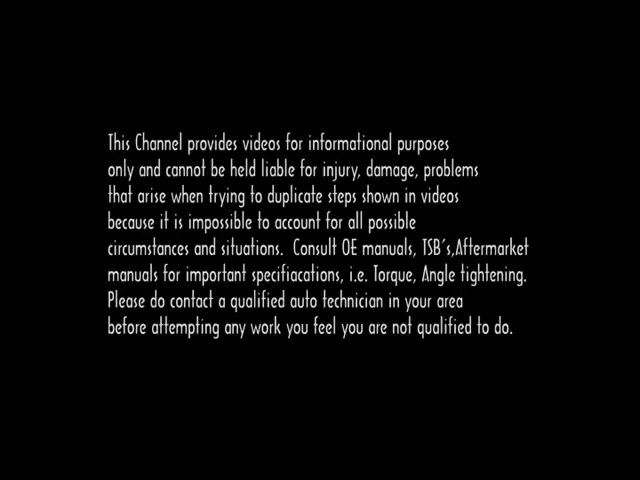 This Channel provides videos for informational purposes
only and cannot be held liable for injury, damage, problems
that arise when trying to duplicate steps shown in videos
because it is impossible to account for all possible
circumstances and situations.  Consult OE manuals, TSB's,Aftermarket
manuals for important specifiacations, i.e. Torque, Angle tightening.
Please do contact a qualified auto technician in your area
before attempting any work you feel you are not qualified to do.